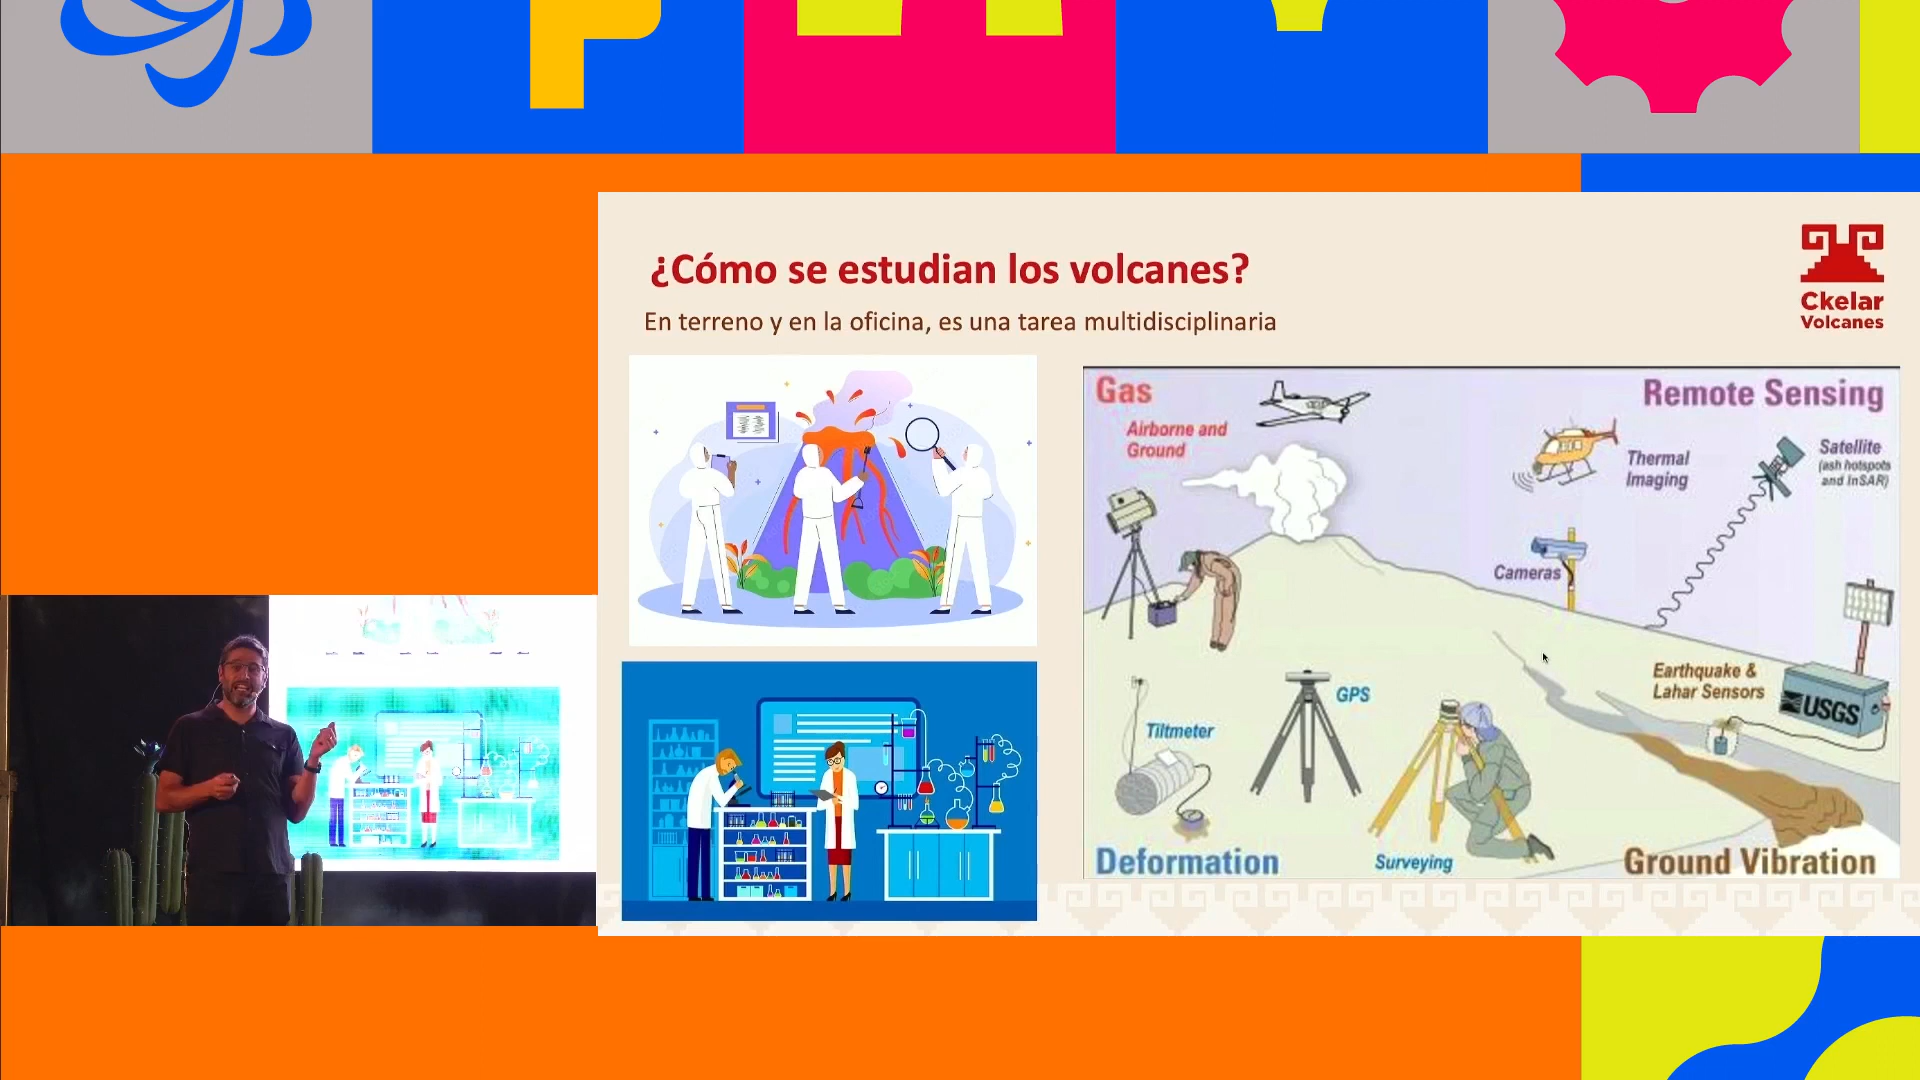 ¿Cómo se estudian los volcanes?
En terreno y en la oficina, es una tarea multidisciplinaria
Ckelar
Volcanes
Gas
Airborne and
Ground
Remote Sensing
Thermal
Imaging
Satellite
(ash hotspots
and InSAR)
Cameras
Earthquake &
Lahar Sensors
USGS
GPS
Tiltmeter
Surveying
Deformation
Ground Vibration